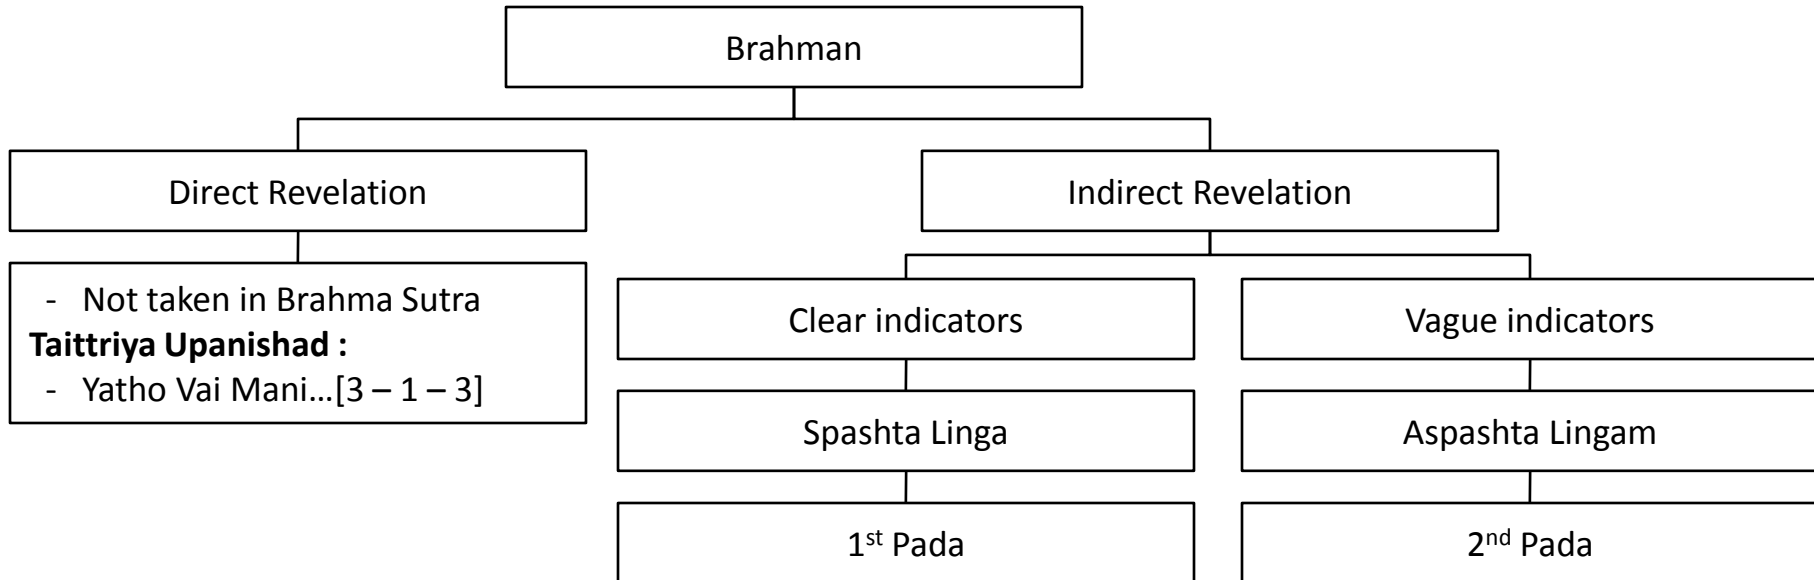 Brahman
Direct Revelation
Indirect Revelation
- Not taken in Brahma Sutra
Taittriya Upanishad :
- Yatho Vai Mani...[3 – 1 – 3]
Clear indicators
Vague indicators
Spashta Linga
Aspashta Lingam
1st Pada
2nd Pada